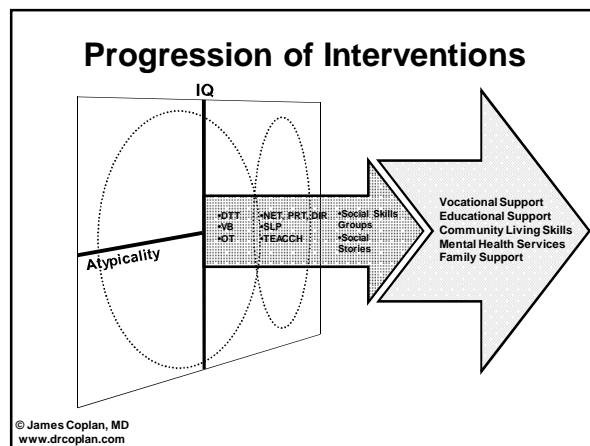 Progression of Interventions
IQ
Atypicality
•DTT
•VB
•OT
•NET, PRT, DIR
•SLP
•TEACCH
•Social Skills
Groups
•Social
Stories
Vocational Support
Educational Support
Community Living Skills
Mental Health Services
Family Support
© James Coplan, MD
www.drcoplan.com